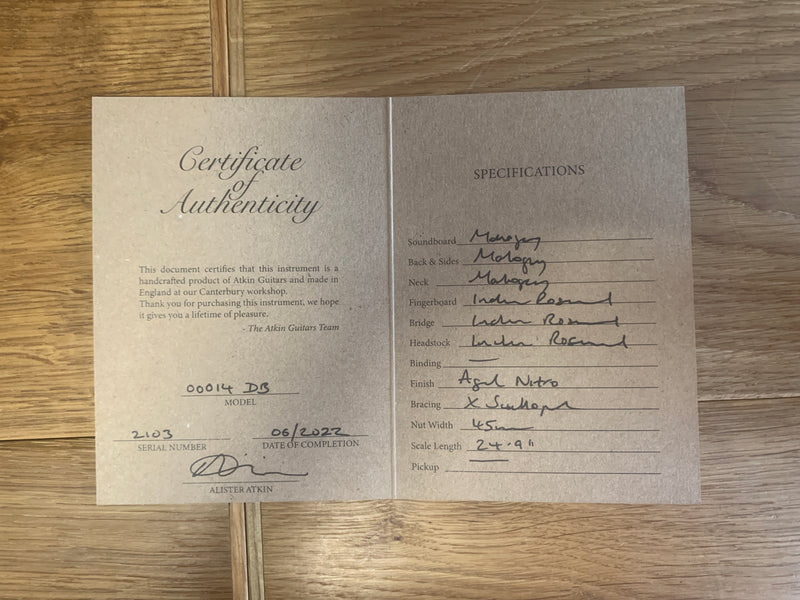 Certificate
of
Authenticity
This document certifies that this instrument is a
handcrafted product of Atkin Guitars and made in
England at our Canterbury workshop.
Thank you for purchasing this instrument, we hope
it gives you a lifetime of pleasure.
- The Atkin Guitars Team
00014 DB
MODEL
2103
SERIAL NUMBER
06/2022
DATE OF COMPLETION
ALISTER ATKIN
SPECIFICATIONS
Soundboard Mahogany
Back & Sides Mahogany
Neck Mahogany
Fingerboard Indian Rosewood
Bridge Indian Rosewood
Headstock Indian Rosewood
Binding —
Finish Aged Nitro
Bracing X Scalloped
Nut Width 45mm
Scale Length 24.9"
Pickup —